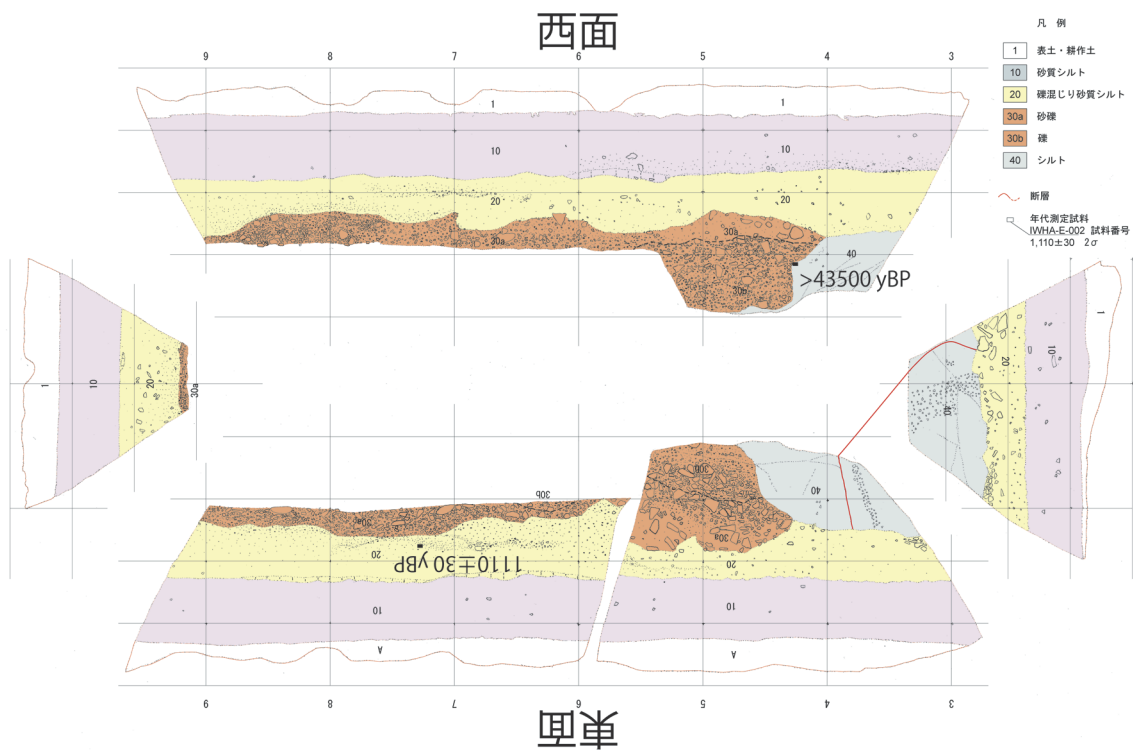 西面
9 8 7 6 5 4 3
1 1
10 10
20 20
30a 30a
30b
40
>43500 yBP
凡 例
1 表土・耕作土
10 砂質シルト
20 礫混じり砂質シルト
30a 砂礫
30b 礫
40 シルト
断層
年代測定試料
IWHA-E-002 試料番号
1,110±30 2σ
1 10 20 30a
40 20 10 1
30b 30b 40
30a 30a
20 20
1110±30 yBP
10 10
A A
9 8 7 6 5 4 3
東面